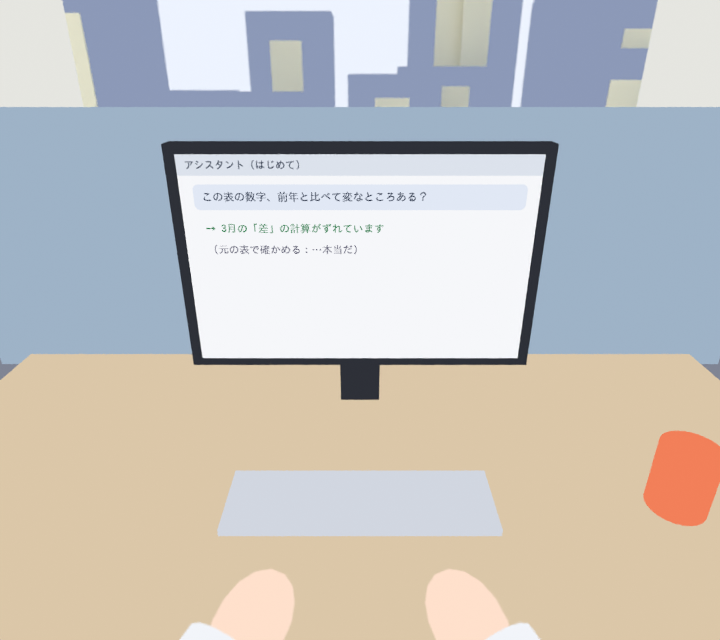 アシスタント（はじめて）
この表の数字、前年と比べて変なところある？
→ 3月の「差」の計算がずれています
（元の表で確かめる：…本当だ）